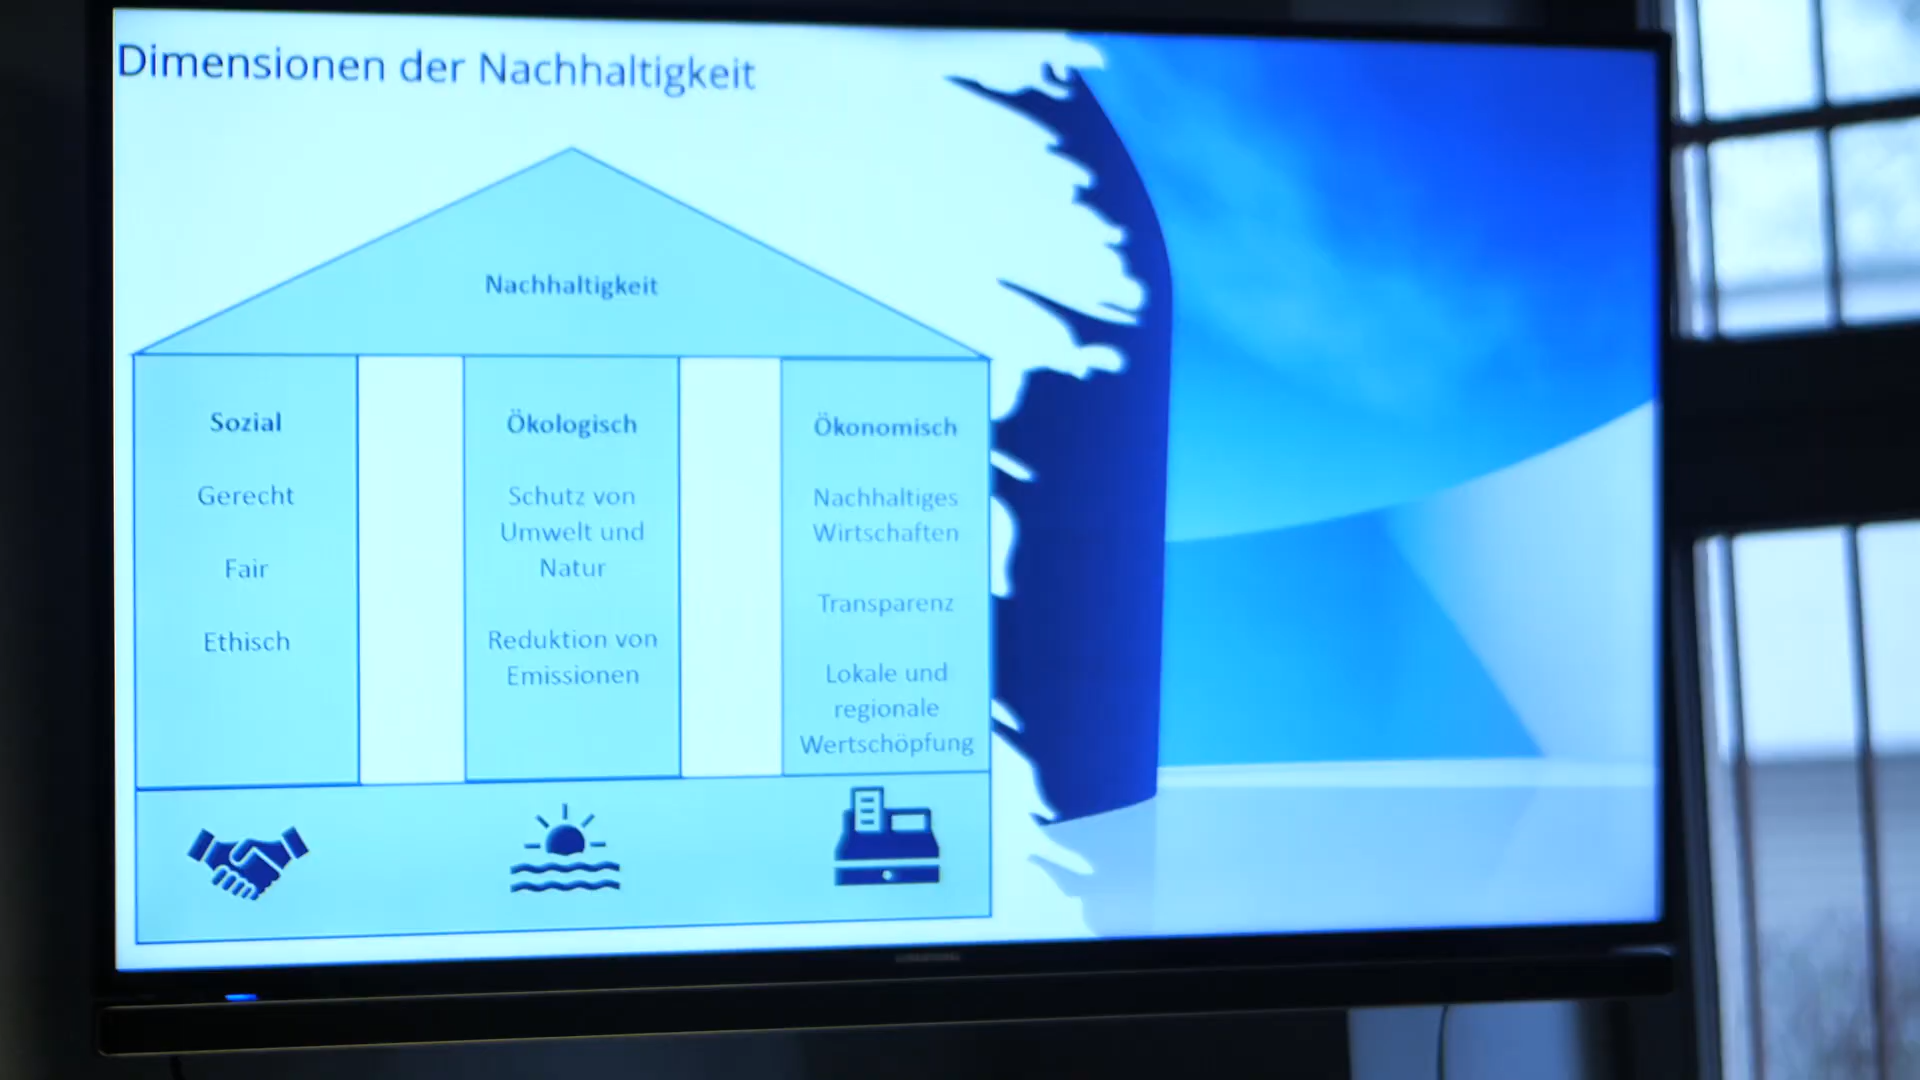 Dimensionen der Nachhaltigkeit
Nachhaltigkeit
Sozial
Gerecht
Fair
Ethisch
Ökologisch
Schutz von
Umwelt und
Natur
Reduktion von
Emissionen
Ökonomisch
Nachhaltiges
Wirtschaften
Transparenz
Lokale und
regionale
Wertschöpfung